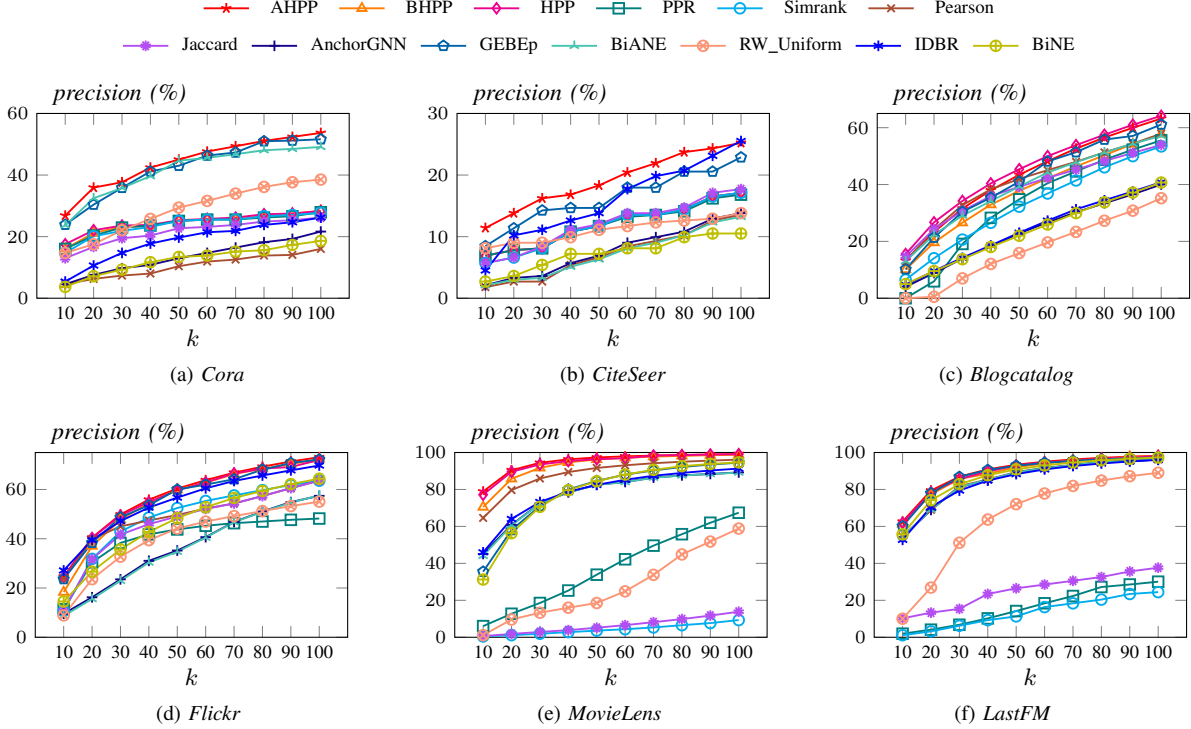 AHPP BHPP HPP PPR Simrank Pearson
Jaccard AnchorGNN GEBEp BiANE RW_Uniform IDBR BiNE
precision (%)
60
40
20
0
10 20 30 40 50 60 70 80 90 100
k
(a) Cora
precision (%)
30
20
10
0
10 20 30 40 50 60 70 80 90 100
k
(b) CiteSeer
precision (%)
60
40
20
0
10 20 30 40 50 60 70 80 90 100
k
(c) Blogcatalog
precision (%)
60
40
20
0
10 20 30 40 50 60 70 80 90 100
k
(d) Flickr
precision (%)
100
80
60
40
20
0
10 20 30 40 50 60 70 80 90 100
k
(e) MovieLens
precision (%)
100
80
60
40
20
0
10 20 30 40 50 60 70 80 90 100
k
(f) LastFM